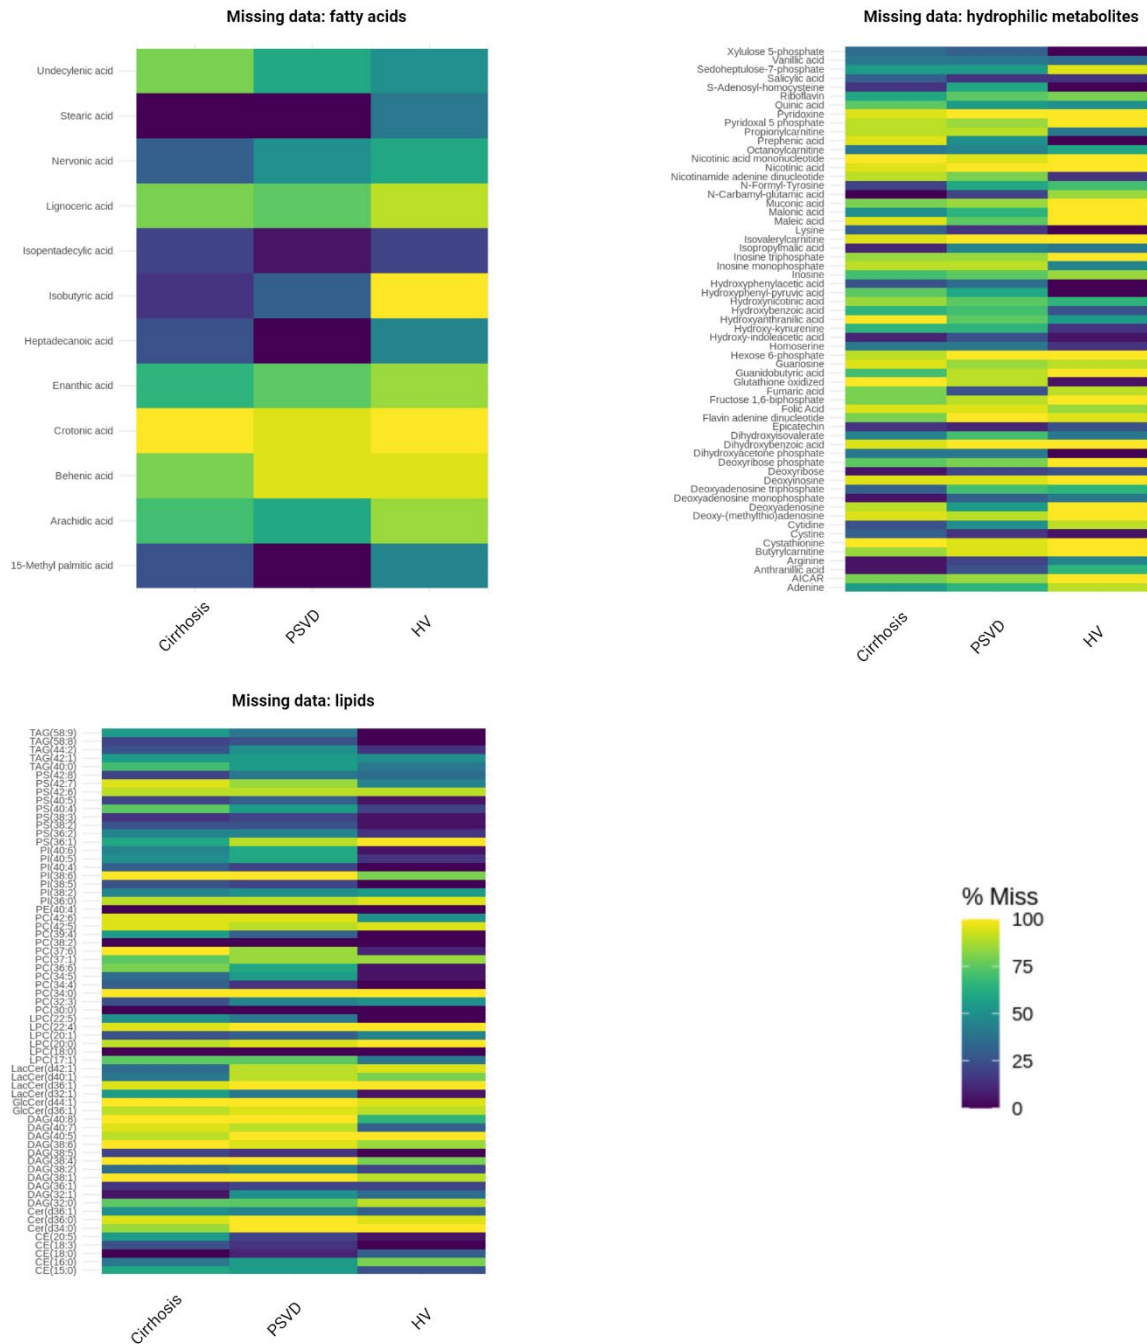 Missing data: fatty acids
Undecylenic acid
Stearic acid
Nervonic acid
Lignoceric acid
Isopentadecylic acid
Isobutyric acid
Heptadecanoic acid
Enanthic acid
Crotonic acid
Behenic acid
Arachidic acid
15-Methyl palmitic acid
Cirrhosis
PSVD
HV
Missing data: hydrophilic metabolites
Xylulose 5-phosphate
Vanillic acid
Sedoheptulose-7-phosphate
Salicylic acid
S-Adenosyl-homocysteine
Riboflavin
Quinic acid
Pyridoxine
Pyridoxal 5 phosphate
Propionylcarnitine
Prephenic acid
Octanoylcarnitine
Nicotinic acid mononucleotide
Nicotinic acid
Nicotinamide adenine dinucleotide
N-Formyl-Tyrosine
N-Carbamyl-glutamic acid
Muconic acid
Malonic acid
Maleic acid
Lysine
Isovalerylcarnitine
Isopropylmalic acid
Inosine triphosphate
Inosine monophosphate
Inosine
Hydroxyphenylacetic acid
Hydroxyphenyl-pyruvic acid
Hydroxynicotinic acid
Hydroxybenzoic acid
Hydroxyanthranilic acid
Hydroxy-kynurenine
Hydroxy-indoleacetic acid
Homoserine
Hexose 6-phosphate
Guanosine
Guanidobutyric acid
Glutathione oxidized
Fumaric acid
Fructose 1,6-biphosphate
Folic Acid
Flavin adenine dinucleotide
Epicatechin
Dihydroxyisovalerate
Dihydroxybenzoic acid
Dihydroxyacetone phosphate
Deoxyribose phosphate
Deoxyribose
Deoxyinosine
Deoxyadenosine triphosphate
Deoxyadenosine monophosphate
Deoxyadenosine
Deoxy-(methylthio)adenosine
Cytidine
Cystine
Cystathionine
Butyrylcarnitine
Arginine
Anthranillic acid
AICAR
Adenine
Cirrhosis
PSVD
HV
Missing data: lipids
TAG(58:9)
TAG(56:8)
TAG(44:2)
TAG(42:1)
TAG(40:0)
PS(42:8)
PS(42:7)
PS(42:6)
PS(40:5)
PS(40:4)
PS(38:3)
PS(38:2)
PS(36:2)
PS(36:1)
PI(40:6)
PI(40:5)
PI(40:4)
PI(38:6)
PI(38:5)
PI(38:2)
PI(36:0)
PE(40:4)
PC(42:6)
PC(42:5)
PC(39:4)
PC(38:2)
PC(37:6)
PC(37:1)
PC(36:6)
PC(34:5)
PC(34:4)
PC(34:0)
PC(32:3)
PC(30:0)
LPC(22:5)
LPC(22:4)
LPC(20:1)
LPC(20:0)
LPC(18:0)
LPC(17:1)
LacCer(d42:1)
LacCer(d40:1)
LacCer(d36:1)
LacCer(d32:1)
GlcCer(d44:1)
GlcCer(d36:1)
DAG(40:8)
DAG(40:7)
DAG(40:5)
DAG(38:6)
DAG(38:5)
DAG(38:4)
DAG(38:2)
DAG(38:1)
DAG(36:1)
DAG(32:1)
DAG(32:0)
Cer(d36:1)
Cer(d36:0)
Cer(d34:0)
CE(20:5)
CE(18:3)
CE(18:0)
CE(16:0)
CE(15:0)
Cirrhosis
PSVD
HV
% Miss
100
75
50
25
0